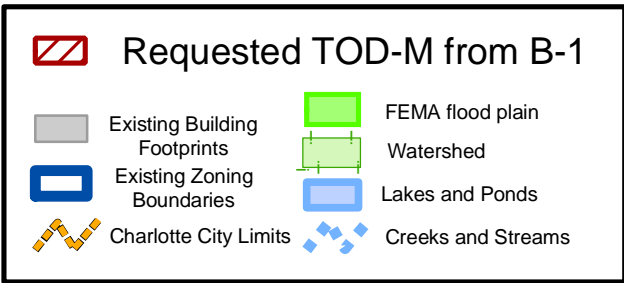 Requested TOD-M from B-1
Existing Building
Footprints
Existing Zoning
Boundaries
Charlotte City Limits
FEMA flood plain
Watershed
Lakes and Ponds
Creeks and Streams